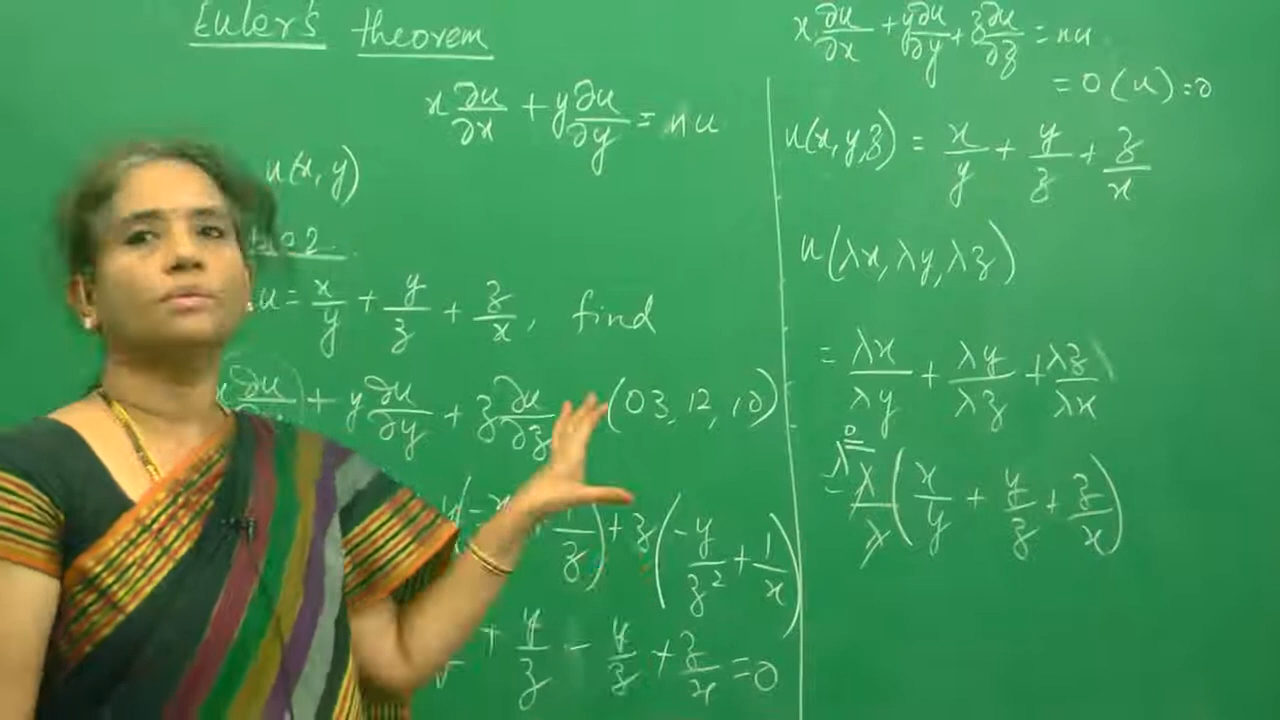 Euler's theorem
x ∂u/∂x + y ∂u/∂y = nu
u(x, y)
u = x/y + y/z + z/x, find
∂u + y ∂u/∂y + z ∂u/∂z (03, 12, 10)
/z) + z(-y/z² + 1/x)
+ y/z - y/z + z/x = 0
x ∂u/∂x + y ∂u/∂y + z ∂u/∂z = nu
= 0(u) = 0
u(x, y, z) = x/y + y/z + z/x
u(λx, λy, λz)
= λx/λy + λy/λz + λz/λx
= λ⁰ λ/λ (x/y + y/z + z/x)